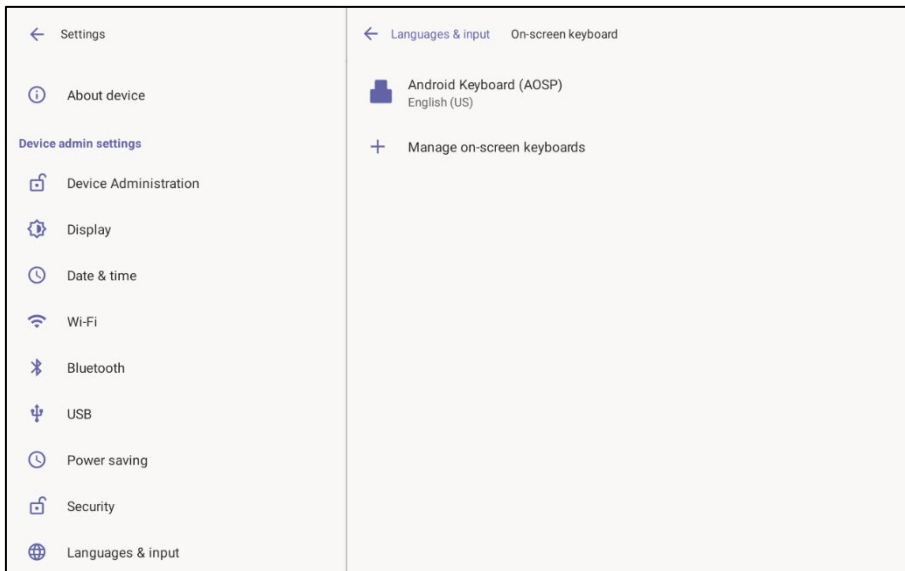 Settings
About device
Device admin settings
Device Administration
Display
Date & time
Wi-Fi
Bluetooth
USB
Power saving
Security
Languages & input
Languages & input On-screen keyboard
Android Keyboard (AOSP)
English (US)
Manage on-screen keyboards